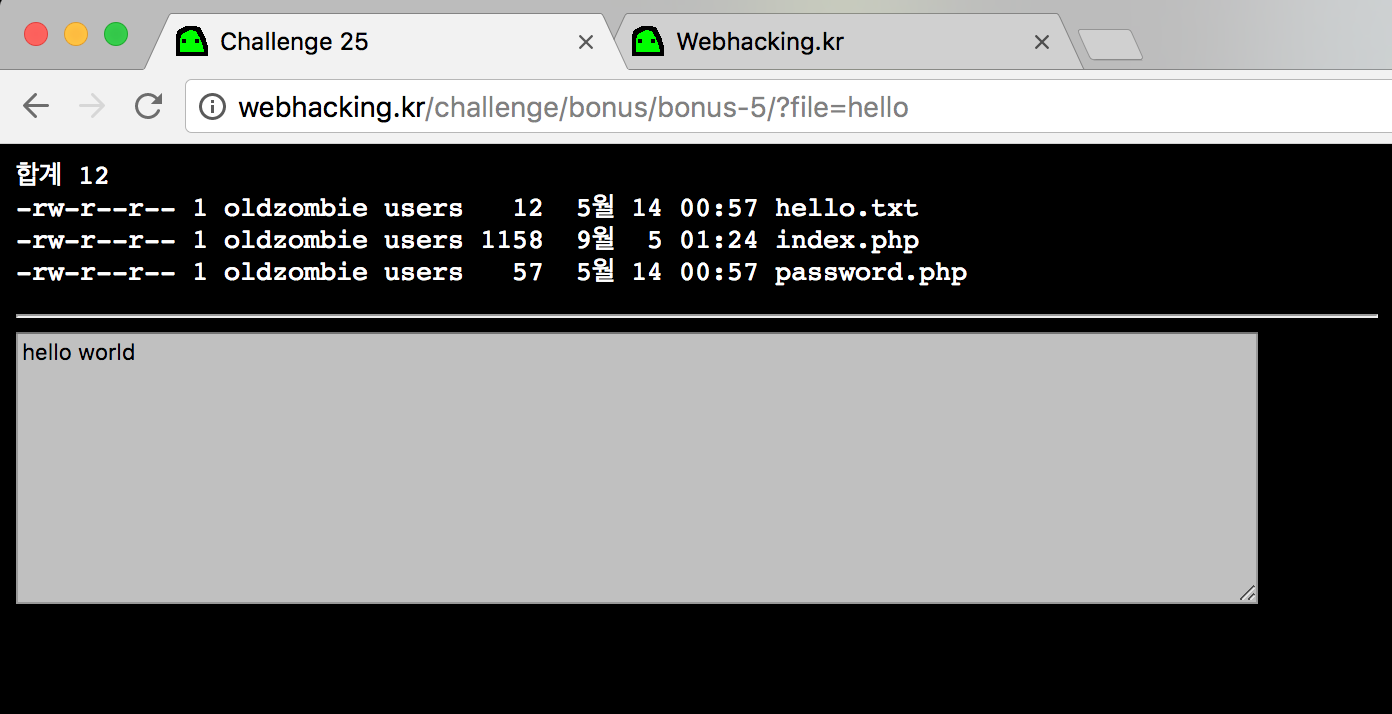 Challenge 25
Webhacking.kr
webhacking.kr/challenge/bonus/bonus-5/?file=hello
합계 12
-rw-r--r-- 1 oldzombie users   12  5월 14 00:57 hello.txt
-rw-r--r-- 1 oldzombie users 1158  9월  5 01:24 index.php
-rw-r--r-- 1 oldzombie users   57  5월 14 00:57 password.php
hello world